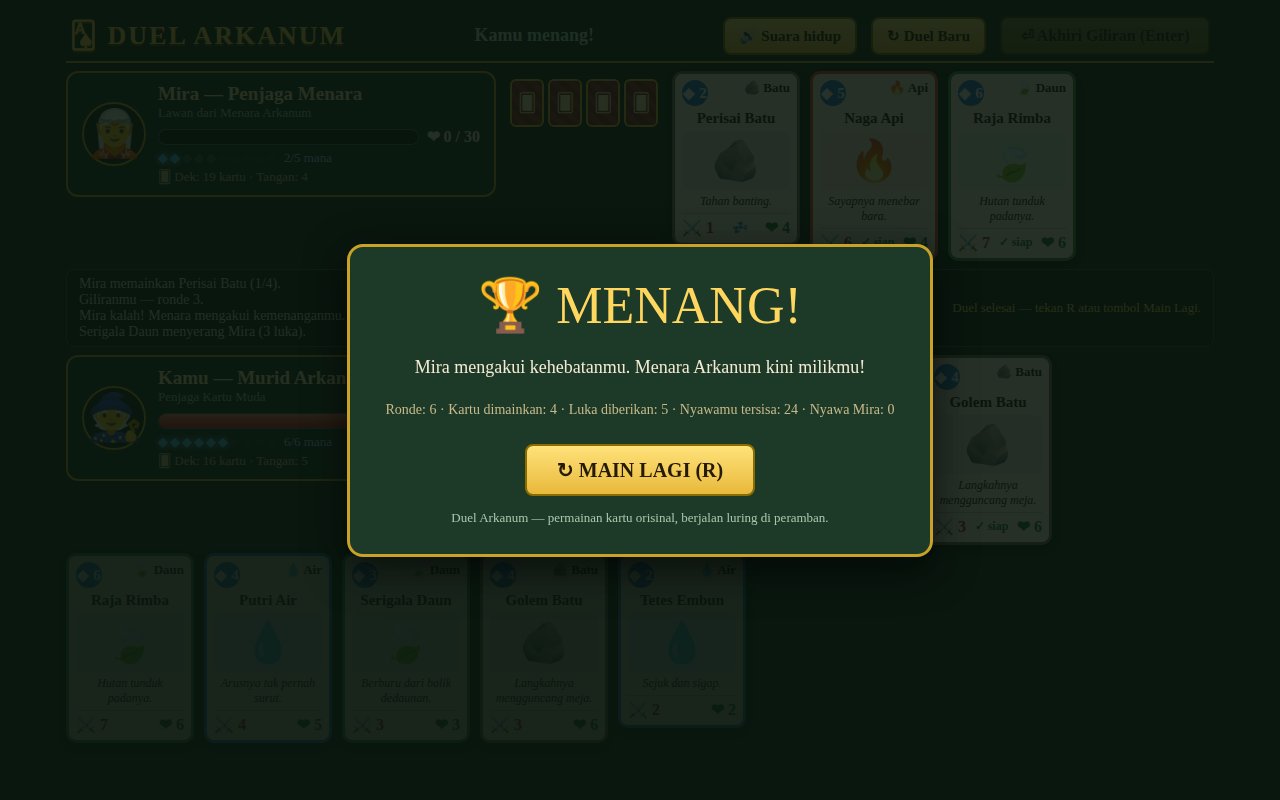 DUEL ARKANUM
Kamu menang!
Suara hidup
↻ Duel Baru
⏎ Akhiri Giliran (Enter)
Mira — Penjaga Menara
Lawan dari Menara Arkanum
❤ 0 / 30
2/5 mana
Dek: 19 kartu · Tangan: 4
◆ 2
Batu
Perisai Batu
Tahan banting.
⚔ 1
💤
❤ 4
◆ 5
Api
Naga Api
Sayapnya menebar
bara.
⚔ 6 ✓ siap ❤ 4
◆ 6
Daun
Raja Rimba
Hutan tunduk
padanya.
⚔ 7 ✓ siap ❤ 6
Mira memainkan Perisai Batu (1/4).
Giliranmu — ronde 3.
Mira kalah! Menara mengakui kemenanganmu.
Serigala Daun menyerang Mira (3 luka).
Duel selesai — tekan R atau tombol Main Lagi.
🏆 MENANG!
Mira mengakui kehebatanmu. Menara Arkanum kini milikmu!
Ronde: 6 · Kartu dimainkan: 4 · Luka diberikan: 5 · Nyawamu tersisa: 24 · Nyawa Mira: 0
↻ MAIN LAGI (R)
Duel Arkanum — permainan kartu orisinal, berjalan luring di peramban.
Kamu — Murid Arkan
Penjaga Kartu Muda
6/6 mana
Dek: 16 kartu · Tangan: 5
◆ 4
Batu
Golem Batu
Langkahnya
mengguncang meja.
⚔ 3 ✓ siap ❤ 6
◆ 6
Daun
Raja Rimba
Hutan tunduk
padanya.
⚔ 7 ❤ 6
◆ 4
Air
Putri Air
Arusnya tak pernah
surut.
⚔ 4 ❤ 5
◆ 3
Daun
Serigala Daun
Berburu dari balik
dedaunan.
⚔ 3 ❤ 3
◆ 4
Batu
Golem Batu
Langkahnya
mengguncang meja.
⚔ 3 ❤ 6
◆ 2
Air
Tetes Embun
Sejuk dan sigap.
⚔ 2 ❤ 2